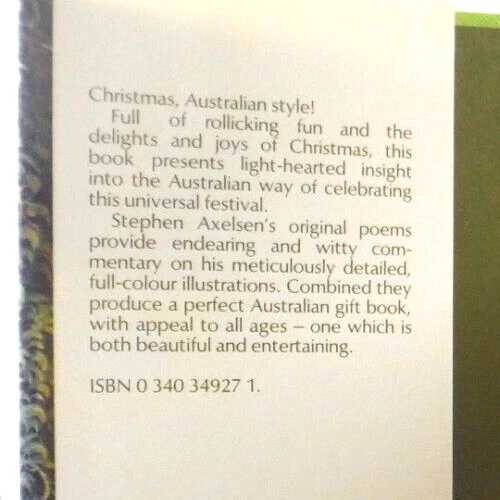 Christmas, Australian style!
Full of rollicking fun and the
delights and joys of Christmas, this
book presents light-hearted insight
into the Australian way of celebrating
this universal festival.
Stephen Axelsen's original poems
provide endearing and witty com-
mentary on his meticulously detailed,
full-colour illustrations. Combined they
produce a perfect Australian gift book,
with appeal to all ages – one which is
both beautiful and entertaining.
ISBN 0 340 34927 1.